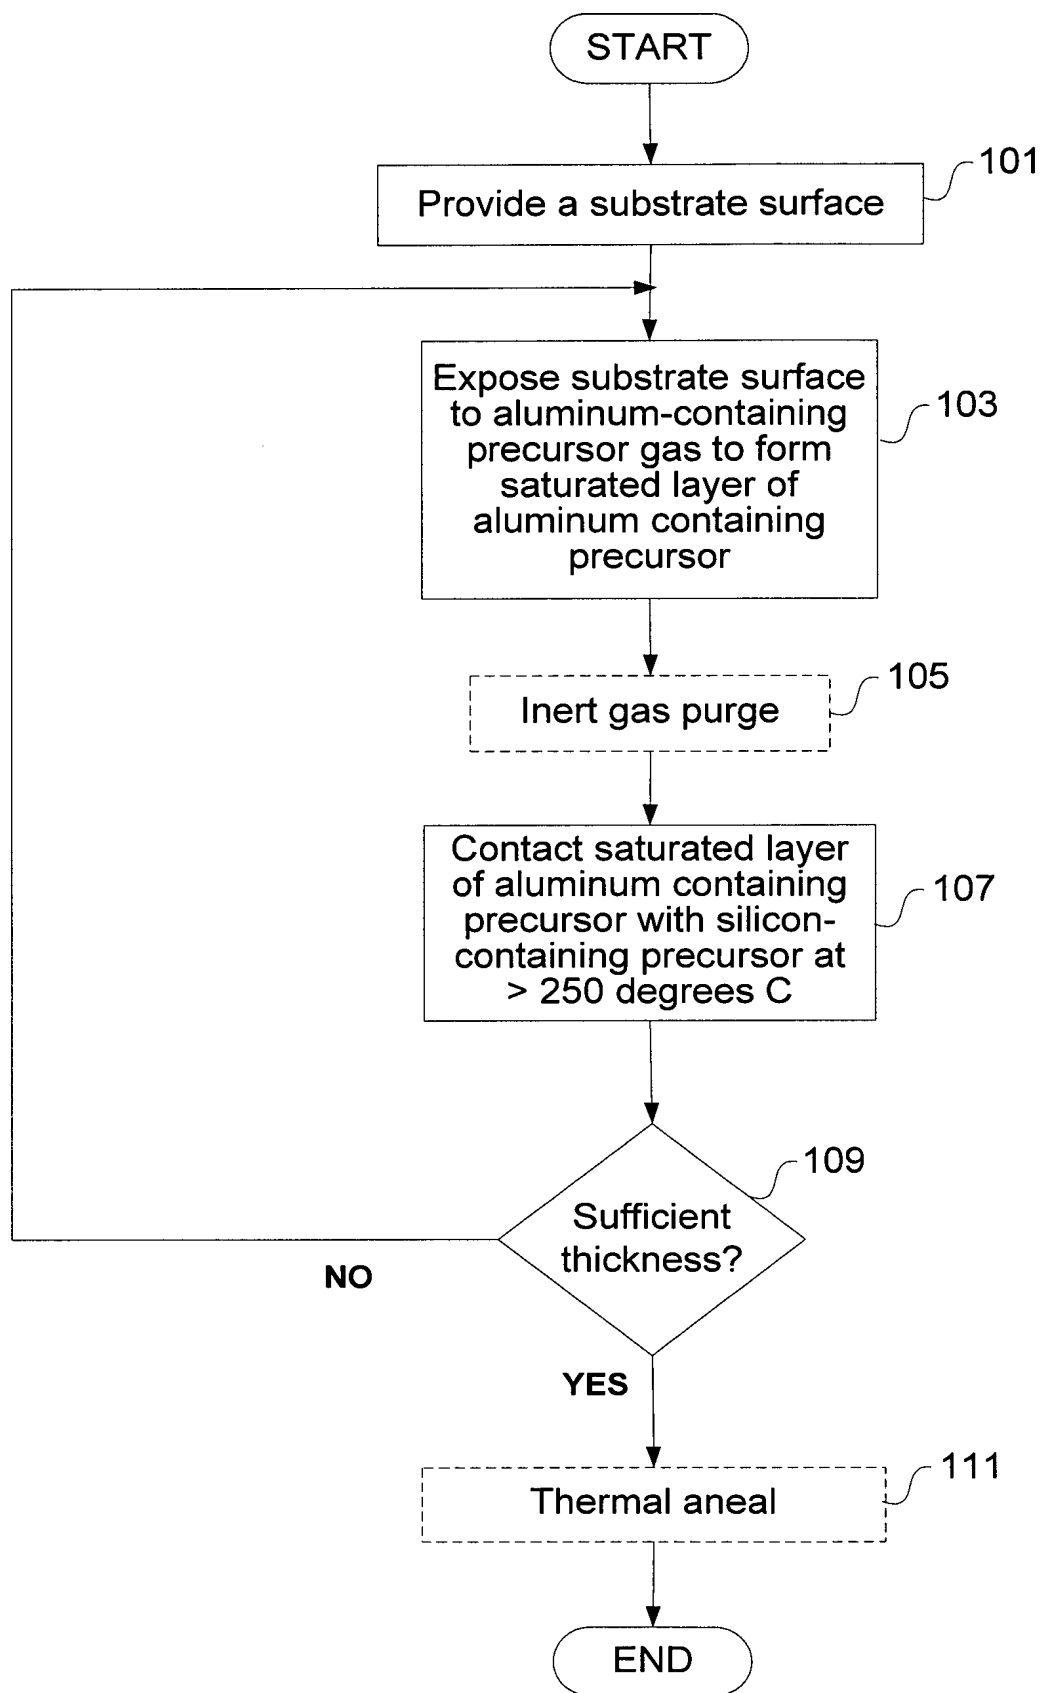 START
101
Provide a substrate surface
103
Expose substrate surface
to aluminum-containing
precursor gas to form
saturated layer of
aluminum containing
precursor
105
Inert gas purge
107
Contact saturated layer
of aluminum containing
precursor with silicon-
containing precursor at
> 250 degrees C
109
Sufficient
thickness?
NO
YES
111
Thermal aneal
END